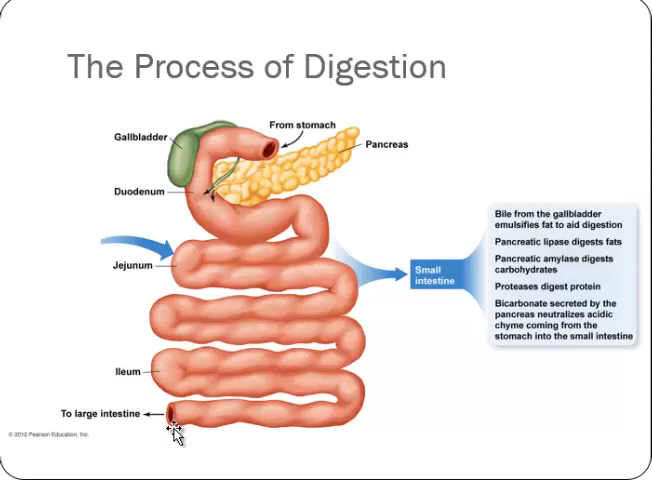 The Process of Digestion
From stomach
Gallbladder
Pancreas
Duodenum
Jejunum
Small
intestine
Bile from the gallbladder
emulsifies fat to aid digestion
Pancreatic lipase digests fats
Pancreatic amylase digests
carbohydrates
Proteases digest protein
Bicarbonate secreted by the
pancreas neutralizes acidic
chyme coming from the
stomach into the small intestine
Ileum
To large intestine
© 2012 Pearson Education, Inc.